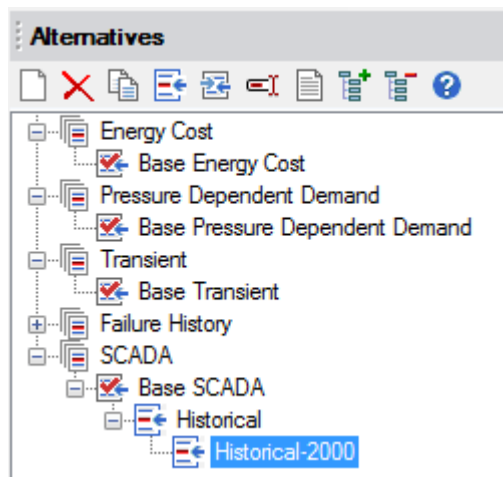 Alternatives
Energy Cost
Base Energy Cost
Pressure Dependent Demand
Base Pressure Dependent Demand
Transient
Base Transient
Failure History
SCADA
Base SCADA
Historical
Historical-2000